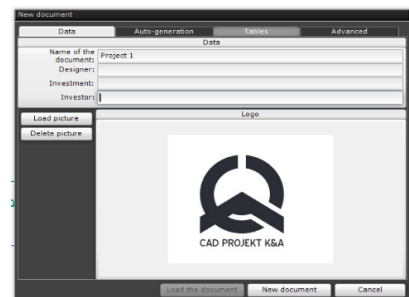 New document
Data Auto-generation Tables Advanced
Data
Name of the document: Project 1
Designer:
Investment:
Investor:
Load picture
Delete picture
Logo
CAD PROJEKT K&A
Load the document New document Cancel